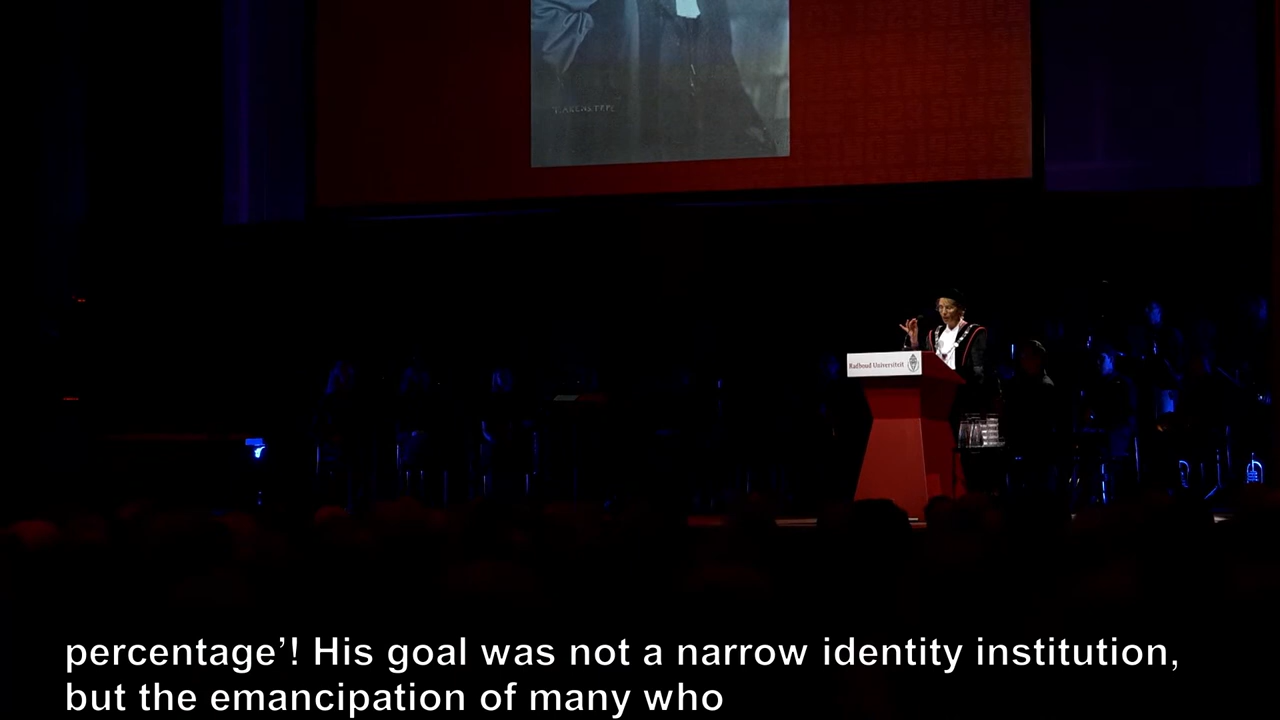 Radboud Universiteit
percentage’! His goal was not a narrow identity institution,
but the emancipation of many who